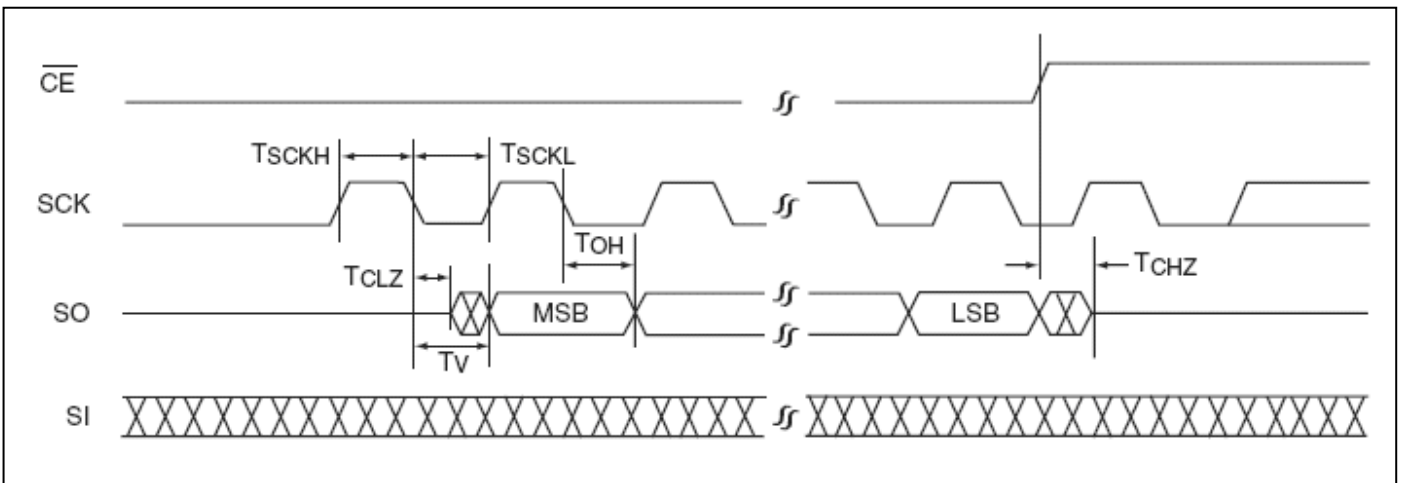 CE
TSCKH
TSCKL
SCK
TOH
TCLZ
TCHZ
SO
MSB
LSB
TV
SI